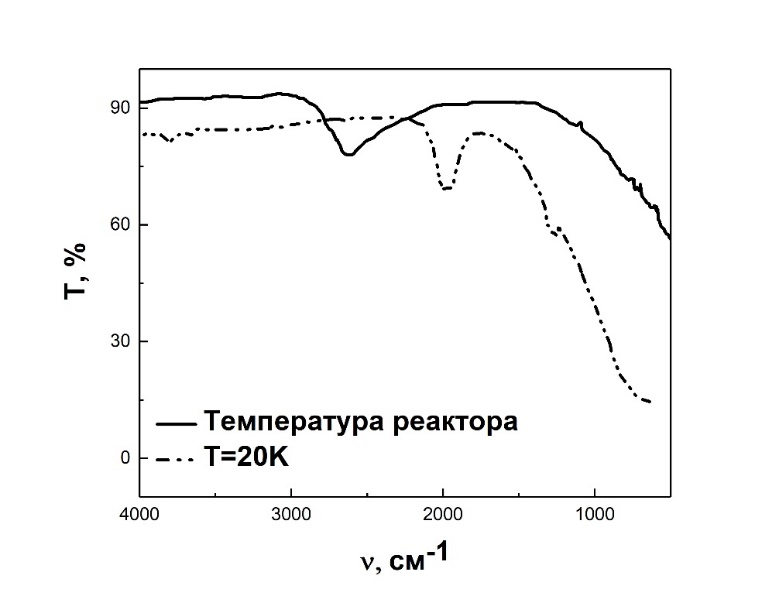 90
60
30
0
T, %
Температура реактора
T=20K
4000 3000 2000 1000
ν, см-1